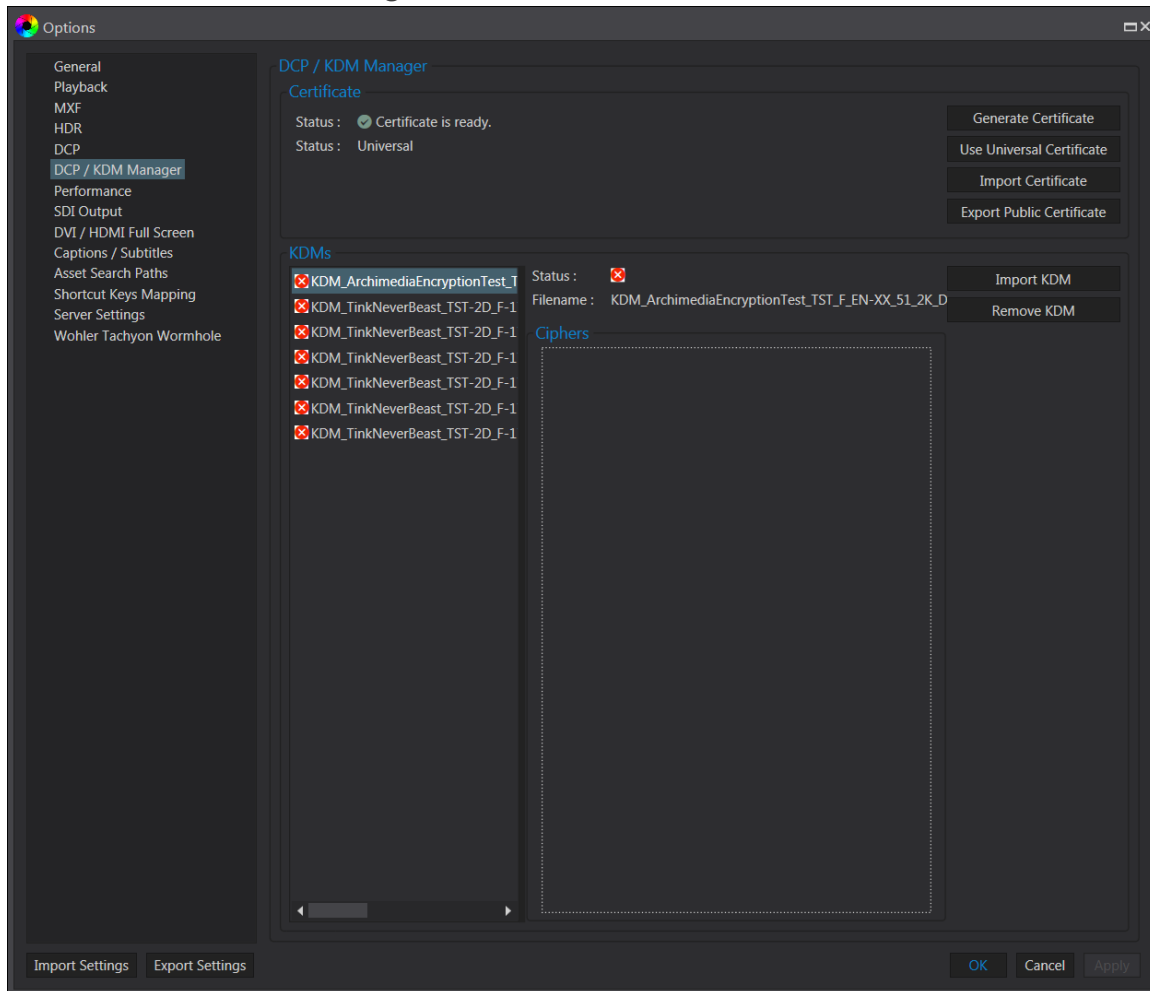 Options
General
Playback
MXF
HDR
DCP
DCP / KDM Manager
Performance
SDI Output
DVI / HDMI Full Screen
Captions / Subtitles
Asset Search Paths
Shortcut Keys Mapping
Server Settings
Wohler Tachyon Wormhole
DCP / KDM Manager
Certificate
Status : Certificate is ready.
Status : Universal
Generate Certificate
Use Universal Certificate
Import Certificate
Export Public Certificate
KDMs
KDM_ArchimediaEncryptionTest_T
KDM_TinkNeverBeast_TST-2D_F-1
KDM_TinkNeverBeast_TST-2D_F-1
KDM_TinkNeverBeast_TST-2D_F-1
KDM_TinkNeverBeast_TST-2D_F-1
KDM_TinkNeverBeast_TST-2D_F-1
KDM_TinkNeverBeast_TST-2D_F-1
Status :
Filename : KDM_ArchimediaEncryptionTest_TST_F_EN-XX_51_2K_D
Ciphers
Import KDM
Remove KDM
Import Settings Export Settings
OK Cancel Apply